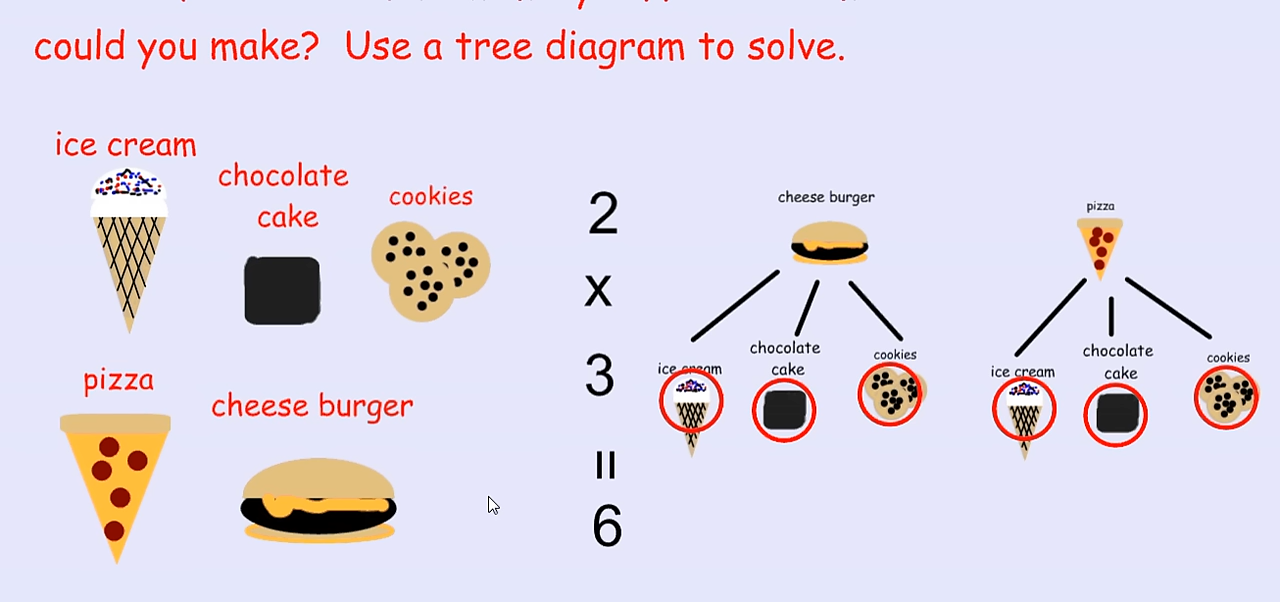 could you make? Use a tree diagram to solve.
ice cream
chocolate
cake
cookies
pizza
cheese burger
2
x
3
=
6
cheese burger
ice cream
chocolate
cake
cookies
pizza
ice cream
chocolate
cake
cookies